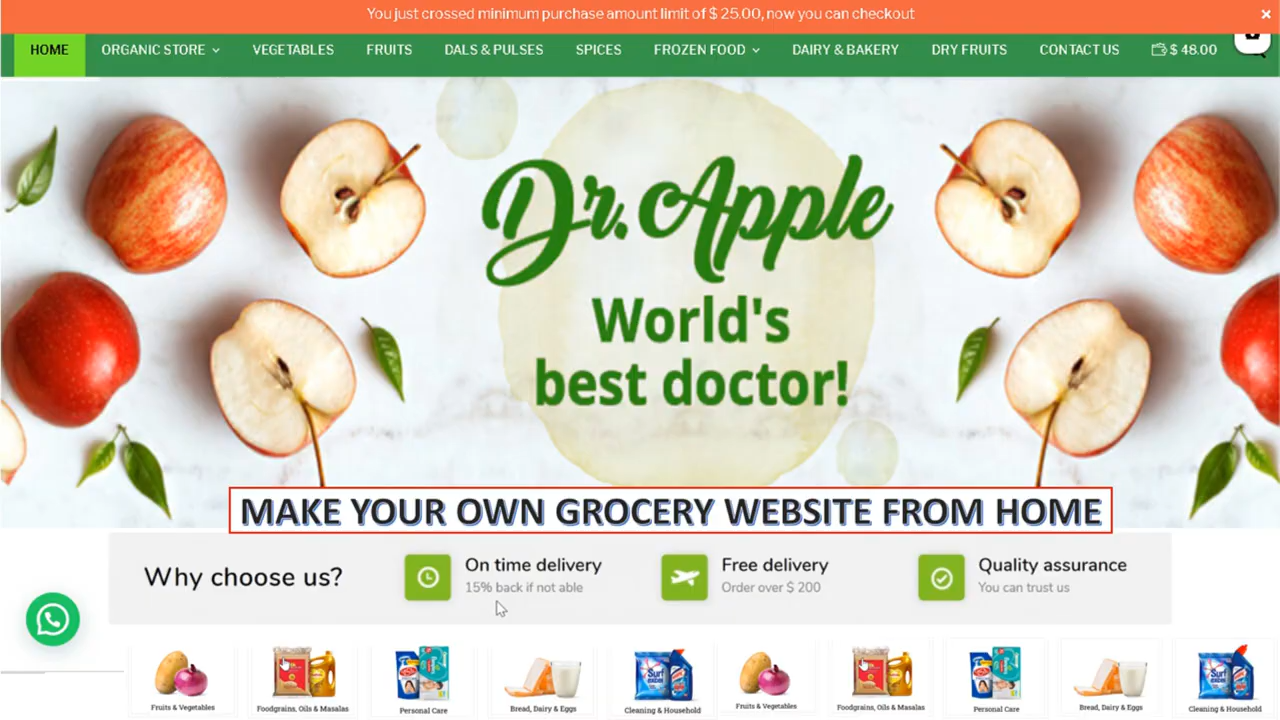 You just crossed minimum purchase amount limit of $ 25.00, now you can checkout
HOME ORGANIC STORE VEGETABLES FRUITS DALS & PULSES SPICES FROZEN FOOD DAIRY & BAKERY DRY FRUITS CONTACT US $ 48.00
Dr. Apple
World's
best doctor!
MAKE YOUR OWN GROCERY WEBSITE FROM HOME
Why choose us?
On time delivery
15% back if not able
Free delivery
Order over $ 200
Quality assurance
You can trust us
Fruits & Vegetables
Foodgrains, Oils & Masalas
Personal Care
Bread, Dairy & Eggs
Surf excel
Cleaning & Household
Fruits & Vegetables
Foodgrains, Oils & Masalas
Personal Care
Bread, Dairy & Eggs
Surf excel
Cleaning & Household